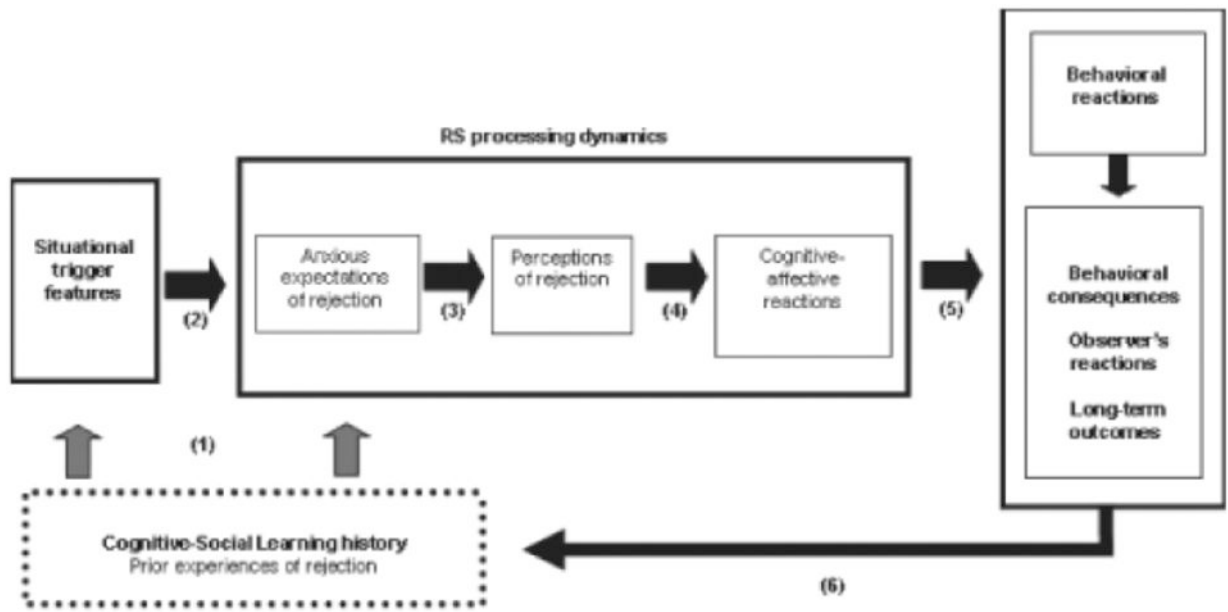 RS processing dynamics
Situational
trigger
features
(2)
Anxious
expectations
of rejection
(3)
Perceptions
of rejection
(4)
Cognitive-
affective
reactions
(5)
Behavioral
reactions
Behavioral
consequences
Observer's
reactions
Long-term
outcomes
(1)
Cognitive-Social Learning history
Prior experiences of rejection
(6)